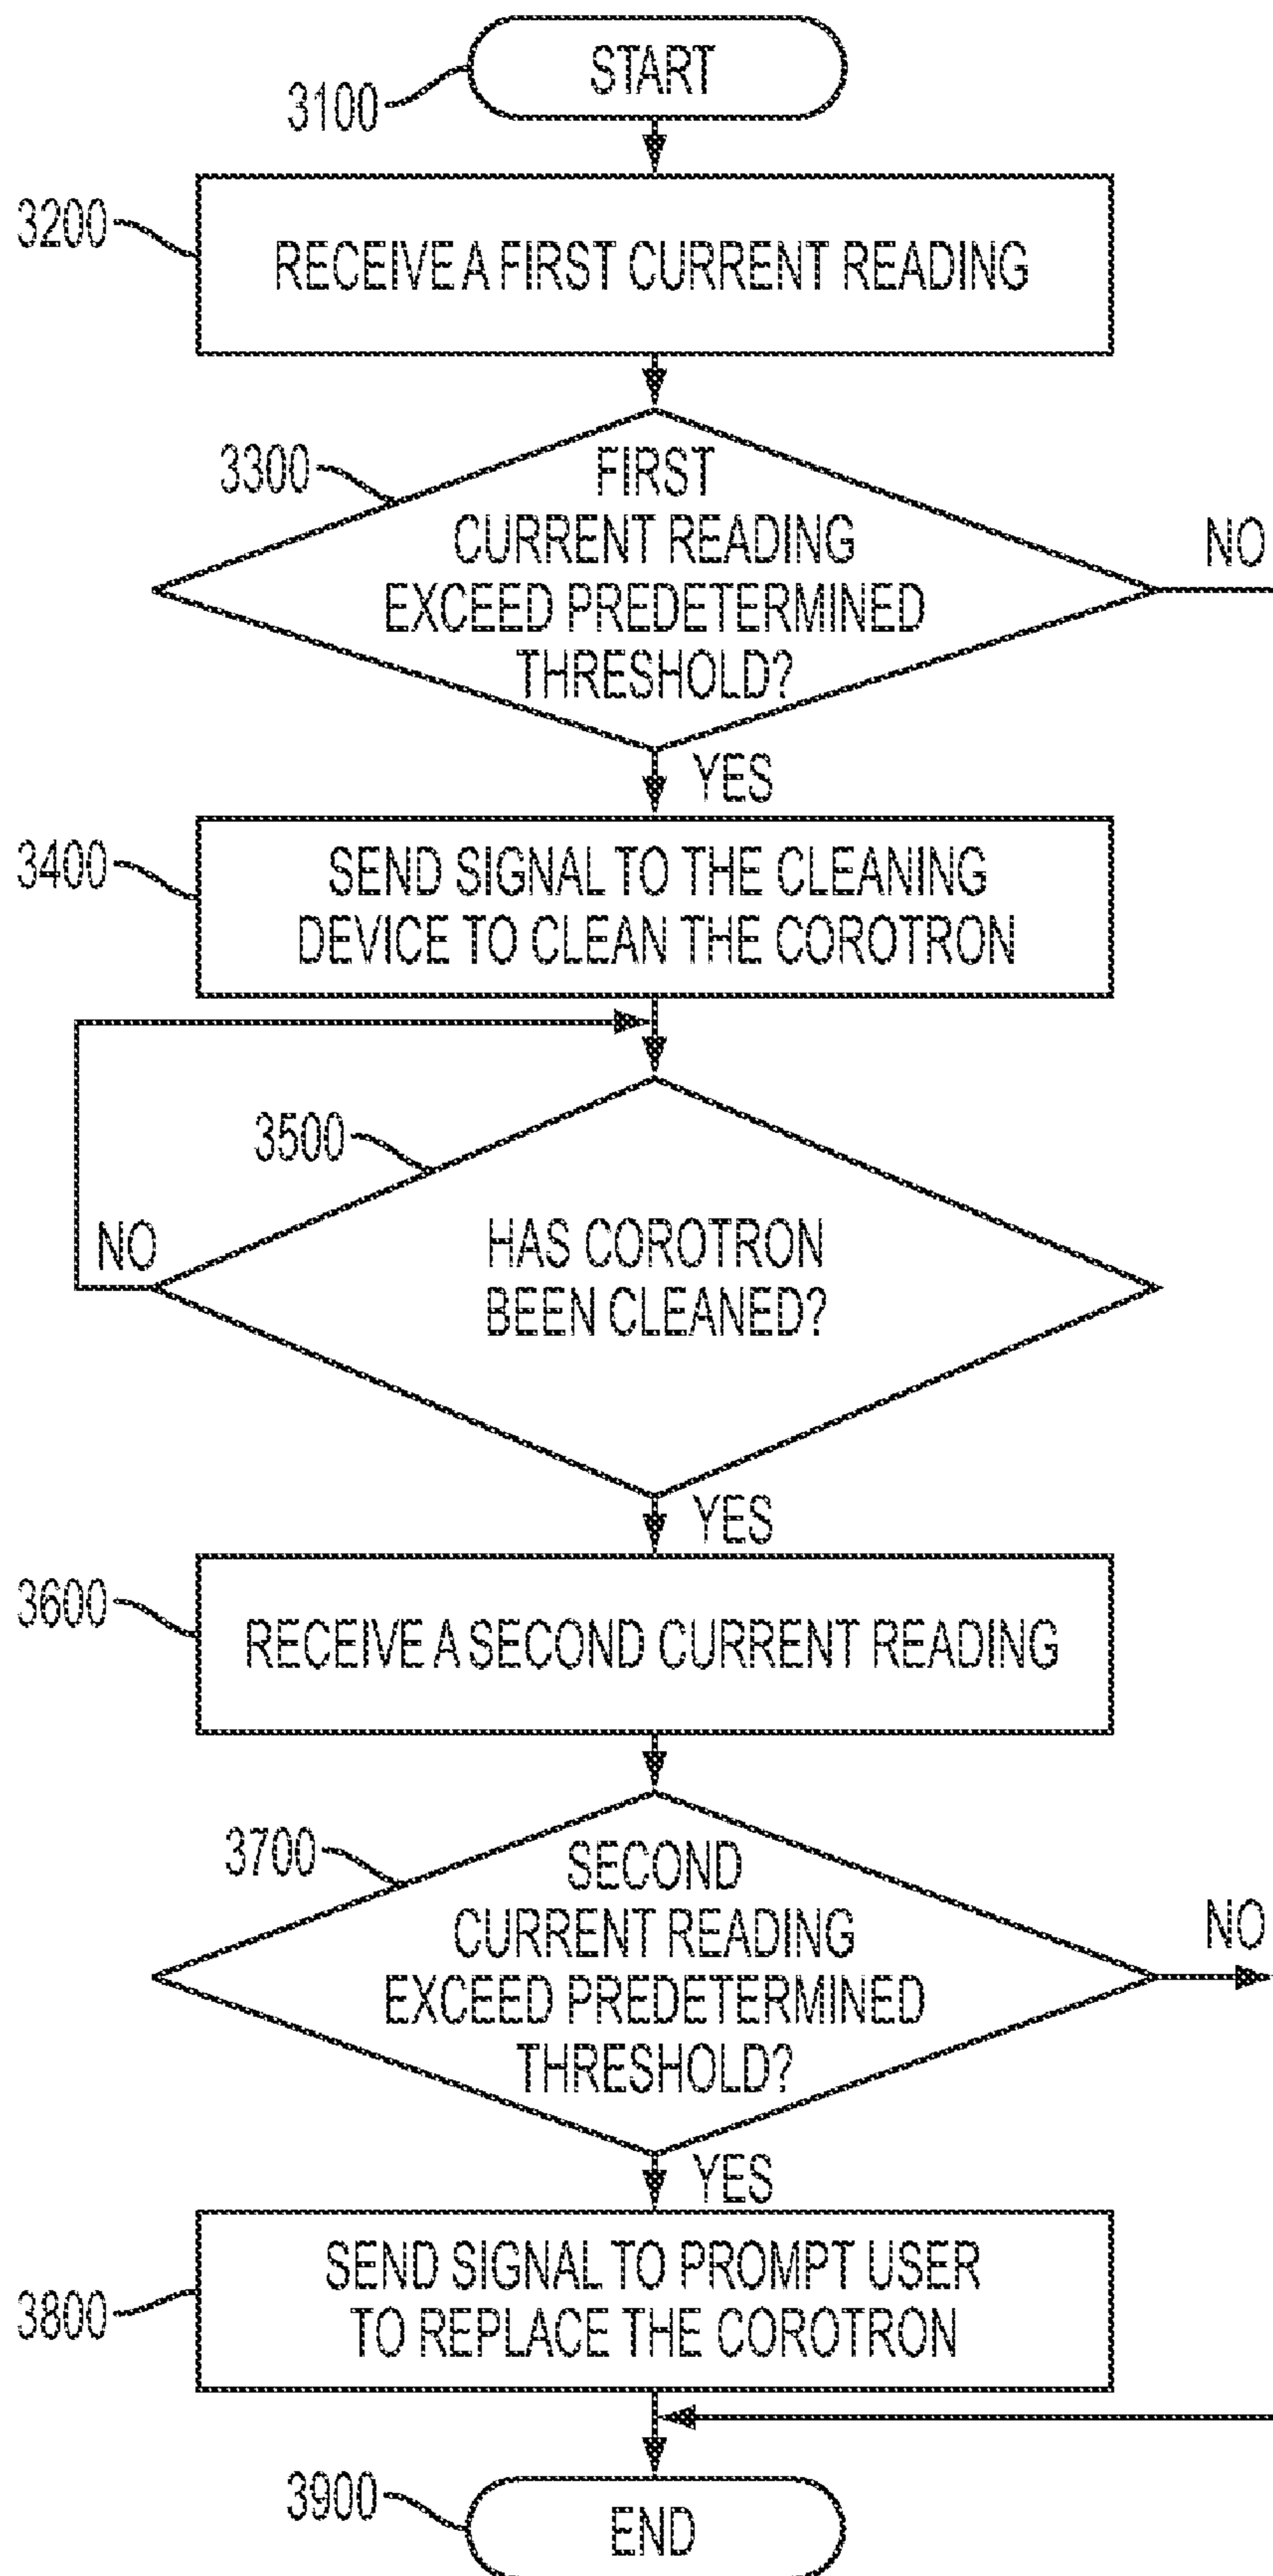 START
3100
3200
RECEIVE A FIRST CURRENT READING
3300
FIRST
CURRENT READING
EXCEED PREDETERMINED
THRESHOLD?
NO
YES
3400
SEND SIGNAL TO THE CLEANING
DEVICE TO CLEAN THE COROTRON
3500
HAS COROTRON
BEEN CLEANED?
NO
YES
3600
RECEIVE A SECOND CURRENT READING
3700
SECOND
CURRENT READING
EXCEED PREDETERMINED
THRESHOLD?
NO
YES
3800
SEND SIGNAL TO PROMPT USER
TO REPLACE THE COROTRON
3900
END